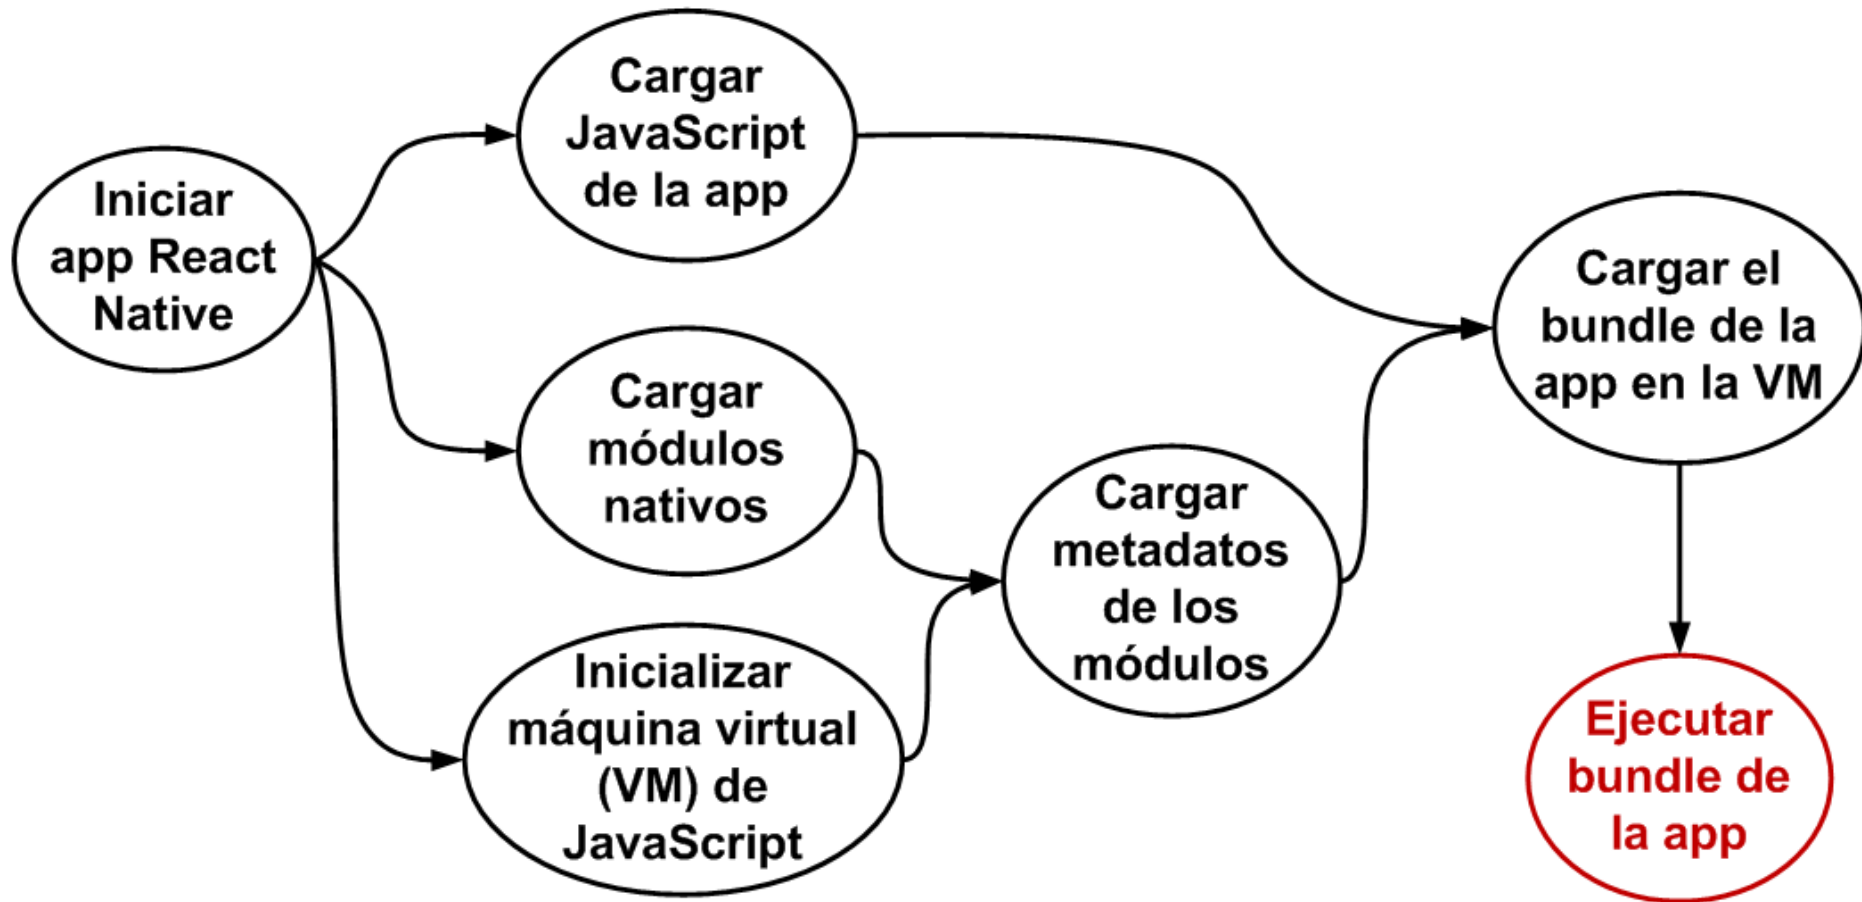 Iniciar
app React
Native
Cargar
JavaScript
de la app
Cargar
módulos
nativos
Inicializar
máquina virtual
(VM) de
JavaScript
Cargar
metadatos
de los
módulos
Cargar el
bundle de la
app en la VM
Ejecutar
bundle de
la app